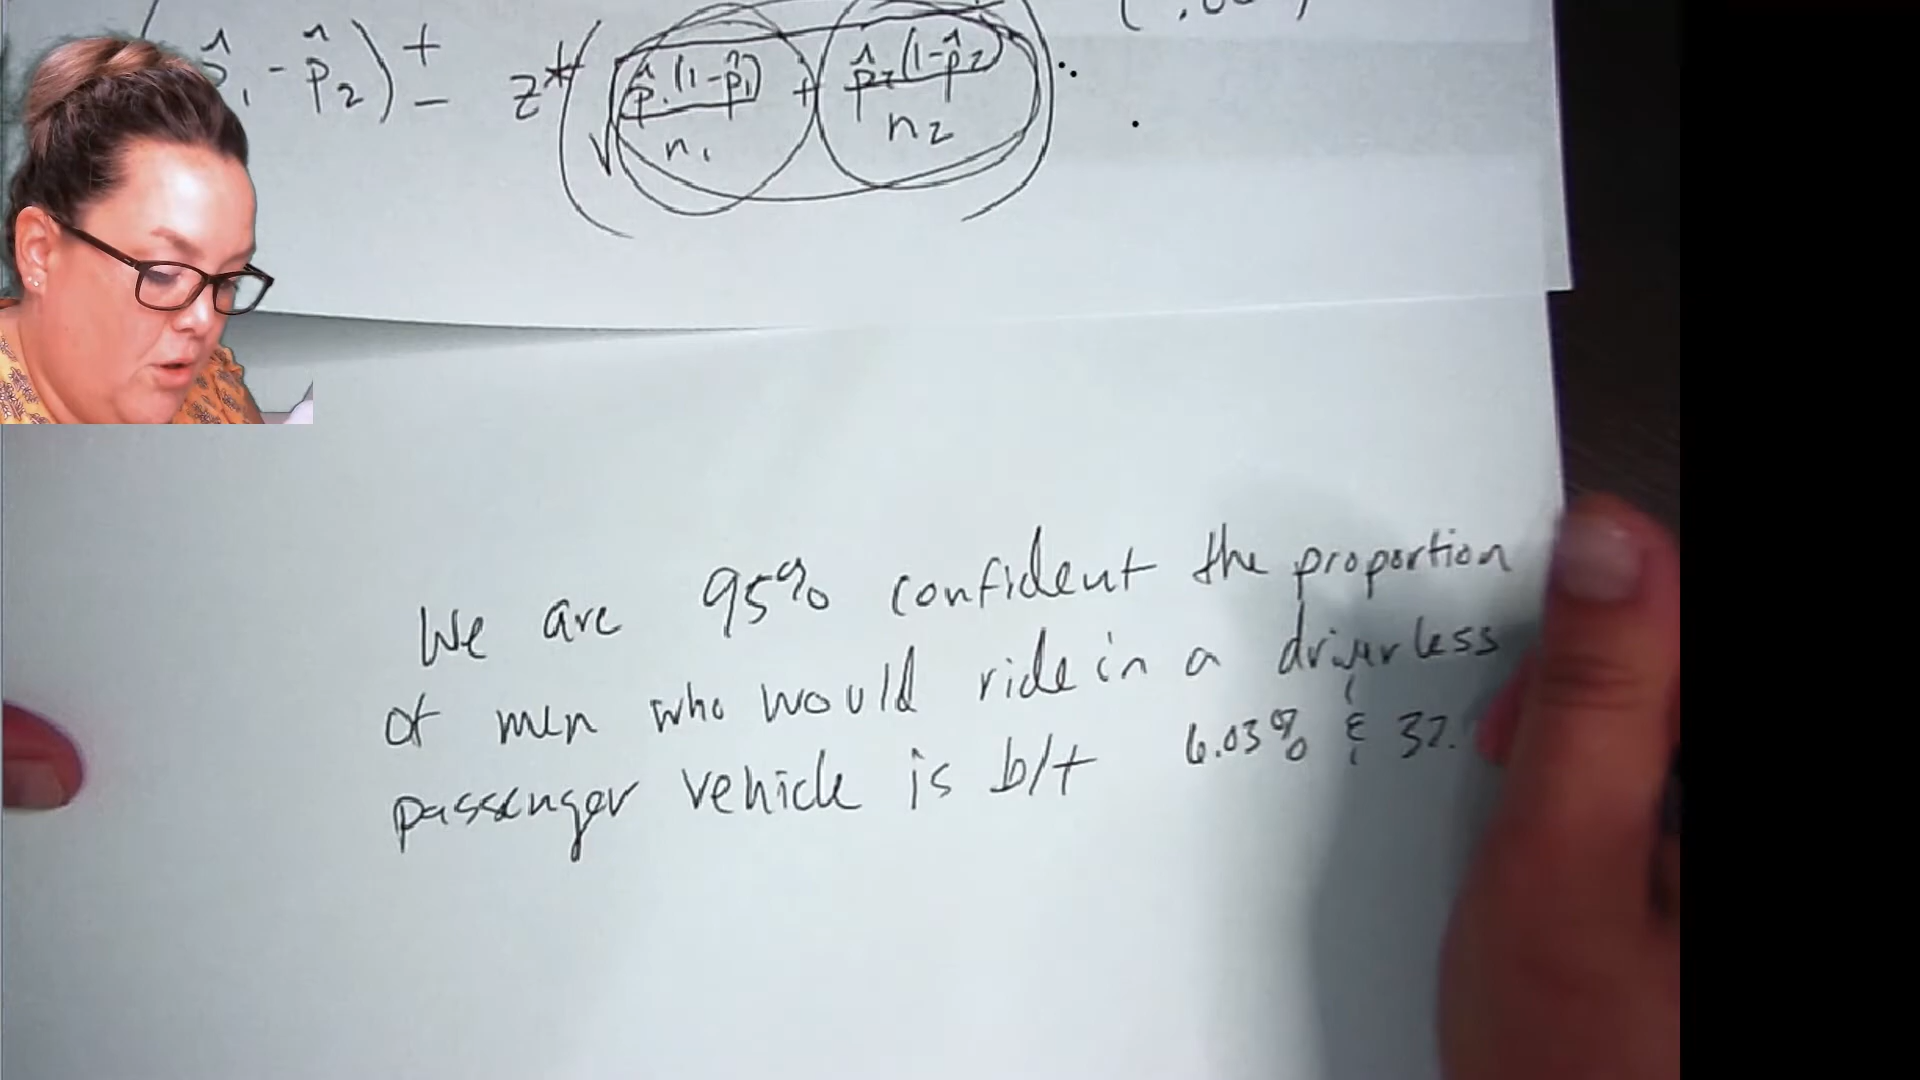 p̂₁ - p̂₂) ± z*(√(p̂₁(1-p̂₁)/n₁ + p̂₂(1-p̂₂)/n₂)
We are 95% confident the proportion
of men who would ride in a driverless
passenger vehicle is b/t 6.03% & 32.